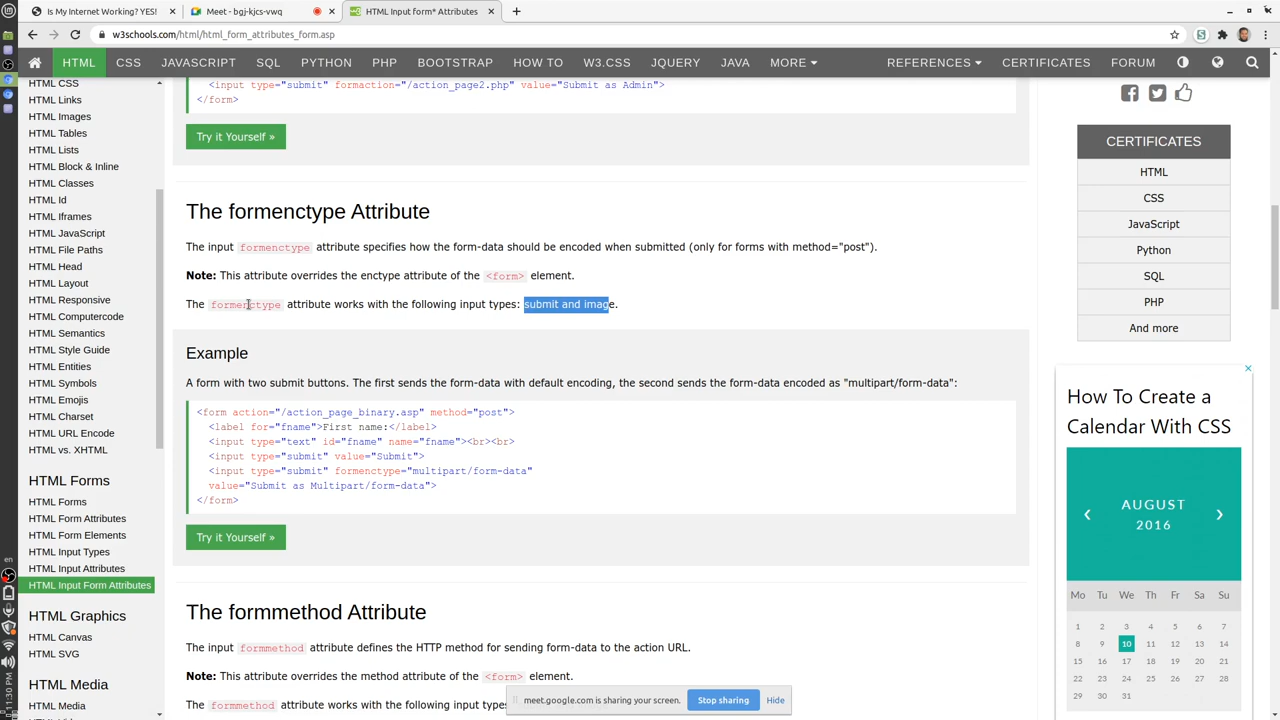 Is My Internet Working? YES!
Meet - bgj-kjcs-vwq
HTML Input form* Attributes
w3schools.com/html/html_form_attributes_form.asp
HTML CSS JAVASCRIPT SQL PYTHON PHP BOOTSTRAP HOW TO W3.CSS JQUERY JAVA MORE REFERENCES CERTIFICATES FORUM
HTML CSS
HTML Links
HTML Images
HTML Tables
HTML Lists
HTML Block & Inline
HTML Classes
HTML Id
HTML Iframes
HTML JavaScript
HTML File Paths
HTML Head
HTML Layout
HTML Responsive
HTML Computercode
HTML Semantics
HTML Style Guide
HTML Entities
HTML Symbols
HTML Emojis
HTML Charset
HTML URL Encode
HTML vs. XHTML
HTML Forms
HTML Forms
HTML Form Attributes
HTML Form Elements
HTML Input Types
HTML Input Attributes
HTML Input Form Attributes
HTML Graphics
HTML Canvas
HTML SVG
HTML Media
HTML Media
<input type="submit" formaction="/action_page2.php" value="Submit as Admin">
</form>
Try it Yourself »
The formenctype Attribute
The input formenctype attribute specifies how the form-data should be encoded when submitted (only for forms with method="post").
Note: This attribute overrides the enctype attribute of the <form> element.
The formenctype attribute works with the following input types: submit and image.
Example
A form with two submit buttons. The first sends the form-data with default encoding, the second sends the form-data encoded as "multipart/form-data":
<form action="/action_page_binary.asp" method="post">
<label for="fname">First name:</label>
<input type="text" id="fname" name="fname"><br><br>
<input type="submit" value="Submit">
<input type="submit" formenctype="multipart/form-data"
value="Submit as Multipart/form-data">
</form>
Try it Yourself »
The formmethod Attribute
The input formmethod attribute defines the HTTP method for sending form-data to the action URL.
Note: This attribute overrides the method attribute of the <form> element.
The formmethod attribute works with the following input types
meet.google.com is sharing your screen. Stop sharing Hide
CERTIFICATES
HTML
CSS
JavaScript
Python
SQL
PHP
And more
How To Create a
Calendar With CSS
AUGUST
2016
Mo Tu We Th Fr Sa Su
1 2 3 4 5 6 7
8 9 10 11 12 13 14
15 16 17 18 19 20 21
22 23 24 25 26 27 28
29 30 31
en
11:30 PM